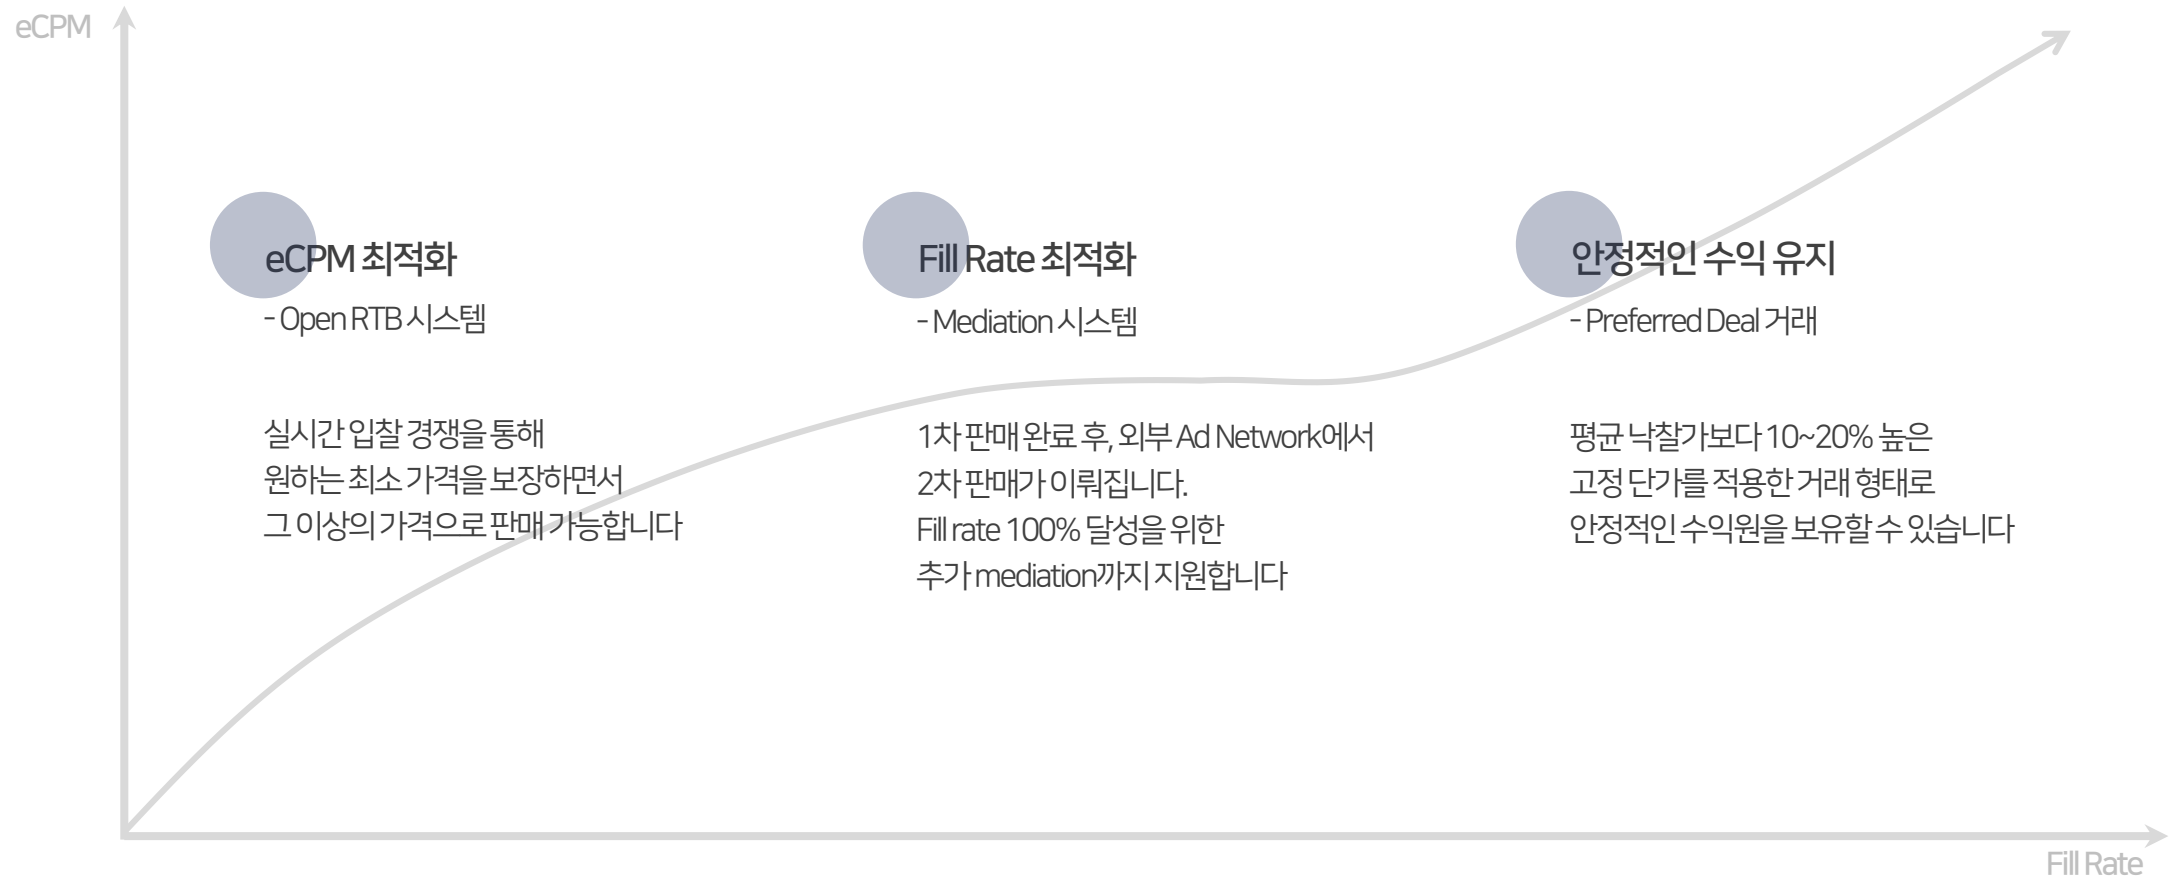 eCPM
eCPM 최적화
- Open RTB 시스템
실시간 입찰 경쟁을 통해
원하는 최소 가격을 보장하면서
그 이상의 가격으로 판매 가능합니다
Fill Rate 최적화
- Mediation 시스템
1차 판매 완료 후, 외부 Ad Network에서
2차 판매가 이뤄집니다.
Fill rate 100% 달성을 위한
추가 mediation까지 지원합니다
안정적인 수익 유지
- Preferred Deal 거래
평균 낙찰가보다 10~20% 높은
고정 단가를 적용한 거래 형태로
안정적인 수익원을 보유할 수 있습니다
Fill Rate